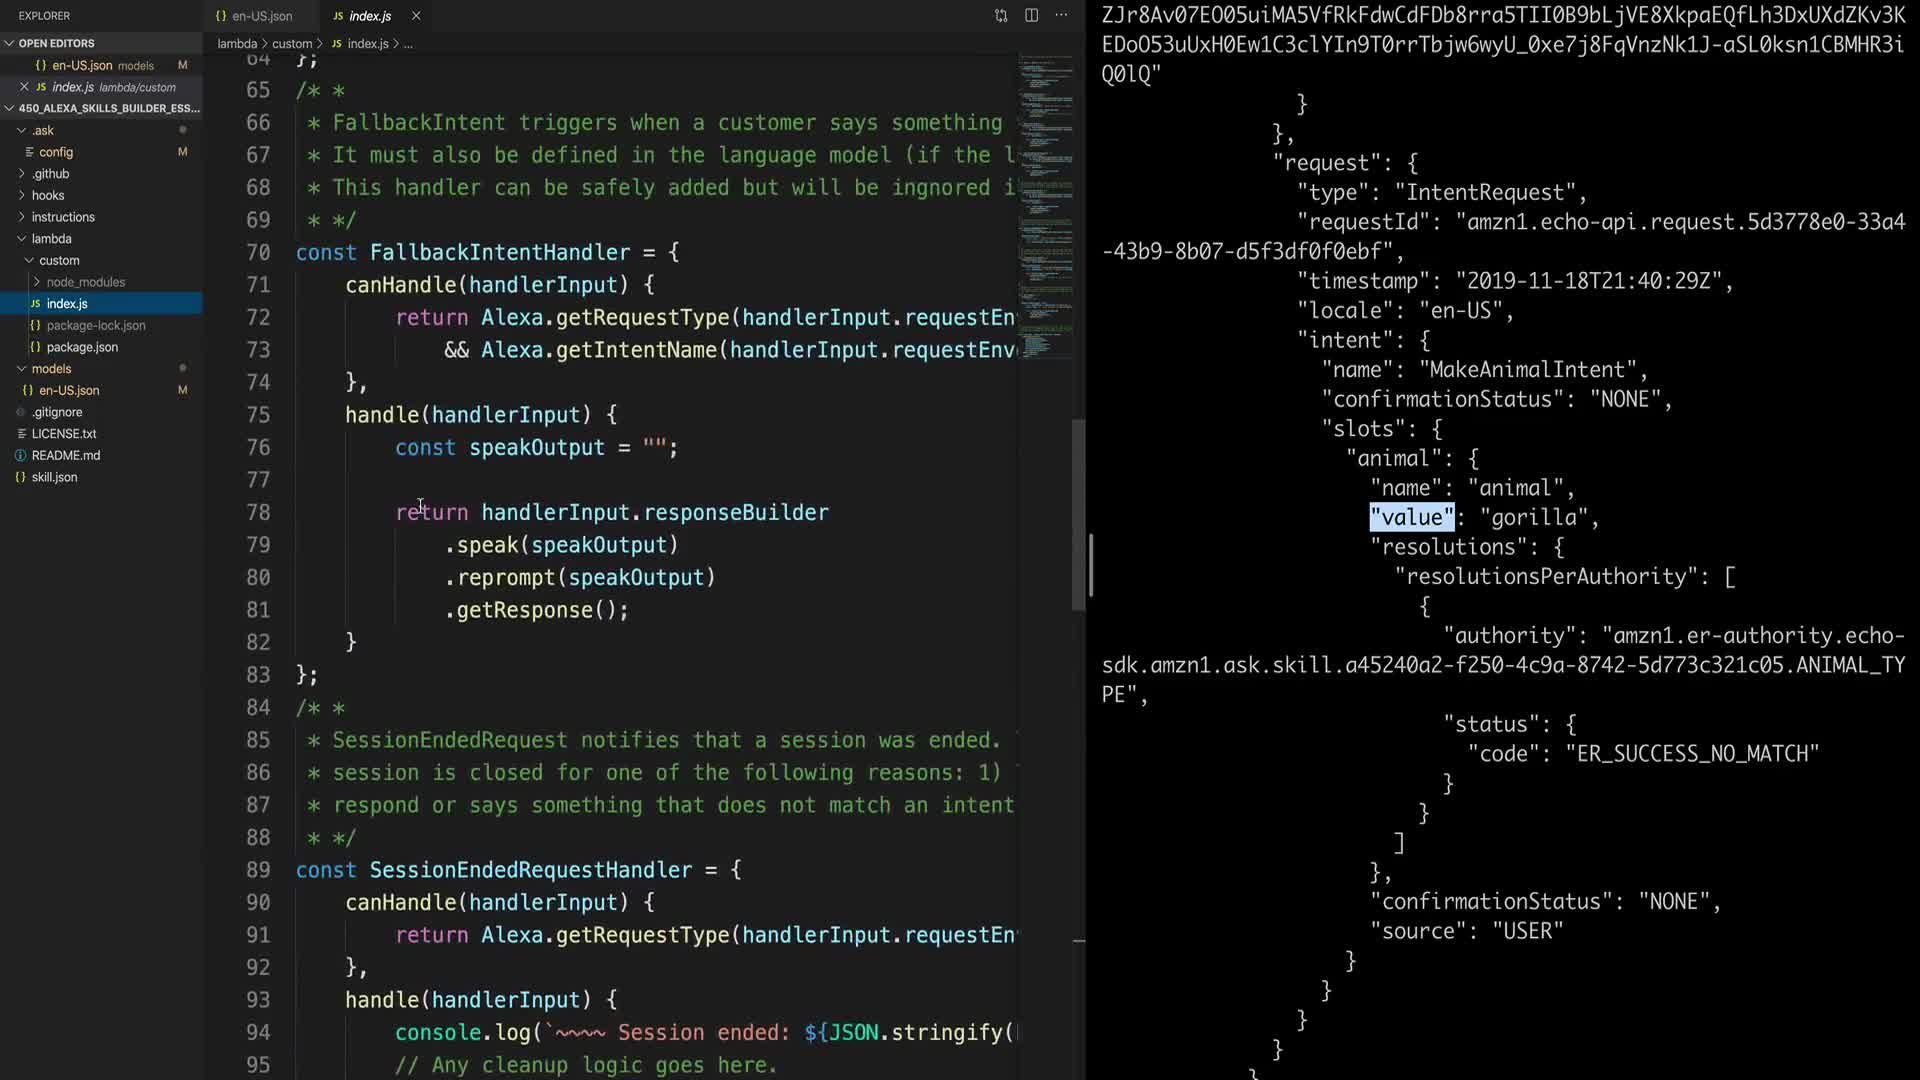 EXPLORER
OPEN EDITORS
{} en-US.json models M
JS index.js lambda/custom
450_ALEXA_SKILLS_BUILDER_ESS...
.ask
config M
.github
hooks
instructions
lambda
custom
node_modules
JS index.js
{} package-lock.json
{} package.json
models
{} en-US.json M
.gitignore
LICENSE.txt
README.md
{} skill.json
{} en-US.json
JS index.js
lambda > custom > JS index.js > ...
64 };
65 /* *
66 * FallbackIntent triggers when a customer says something
67 * It must also be defined in the language model (if the l
68 * This handler can be safely added but will be ingnored i
69 * */
70 const FallbackIntentHandler = {
71 canHandle(handlerInput) {
72 return Alexa.getRequestType(handlerInput.requestEn
73 && Alexa.getIntentName(handlerInput.requestEnv
74 },
75 handle(handlerInput) {
76 const speakOutput = "";
77
78 return handlerInput.responseBuilder
79 .speak(speakOutput)
80 .reprompt(speakOutput)
81 .getResponse();
82 }
83 };
84 /* *
85 * SessionEndedRequest notifies that a session was ended.
86 * session is closed for one of the following reasons: 1)
87 * respond or says something that does not match an intent
88 * */
89 const SessionEndedRequestHandler = {
90 canHandle(handlerInput) {
91 return Alexa.getRequestType(handlerInput.requestEn
92 },
93 handle(handlerInput) {
94 console.log(`~~~~ Session ended: ${JSON.stringify(
95 // Any cleanup logic goes here.
ZJr8Av07EO05uiMA5VfRkFdwCdFDb8rra5TII0B9bLjVE8XkpaEQfLh3DxUXdZKv3K
EDoO53uUxH0Ew1C3clYIn9T0rrTbjw6wyU_0xe7j8FqVnzNk1J-aSL0ksn1CBMHR3i
Q0lQ"
}
},
"request": {
"type": "IntentRequest",
"requestId": "amzn1.echo-api.request.5d3778e0-33a4
-43b9-8b07-d5f3df0f0ebf",
"timestamp": "2019-11-18T21:40:29Z",
"locale": "en-US",
"intent": {
"name": "MakeAnimalIntent",
"confirmationStatus": "NONE",
"slots": {
"animal": {
"name": "animal",
"value": "gorilla",
"resolutions": {
"resolutionsPerAuthority": [
{
"authority": "amzn1.er-authority.echo-
sdk.amzn1.ask.skill.a45240a2-f250-4c9a-8742-5d773c321c05.ANIMAL_TY
PE",
"status": {
"code": "ER_SUCCESS_NO_MATCH"
}
}
]
},
"confirmationStatus": "NONE",
"source": "USER"
}
}
}
}
}